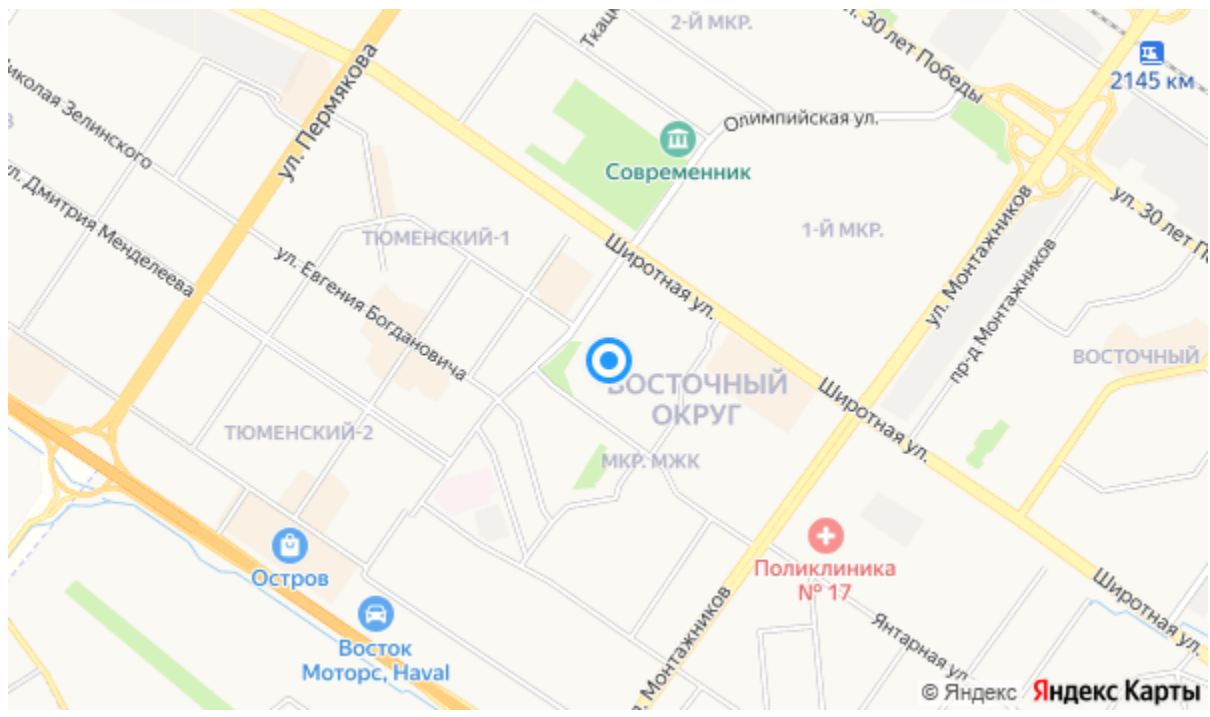 2-Й МКР.
Ткацк
ул. 30 лет Победы
2145 км
ул. Пермякова
Николая Зелинского
Олимпийская ул.
Современник
ул. Дмитрия Менделеева
ул. 30 лет По
ТЮМЕНСКИЙ-1
1-Й МКР.
Широтная ул.
ул. Монтажников
пр-д Монтажников
ул. Евгения Богдановича
ВОСТОЧНЫЙ
ВОСТОЧНЫЙ
ОКРУГ
Широтная ул.
ТЮМЕНСКИЙ-2
МКР. МЖК
Остров
Поликлиника
№ 17
Широтная ул.
Восток
Моторс, Haval
ул. Монтажников
Янтарная ул.
© Яндекс Яндекс Карты